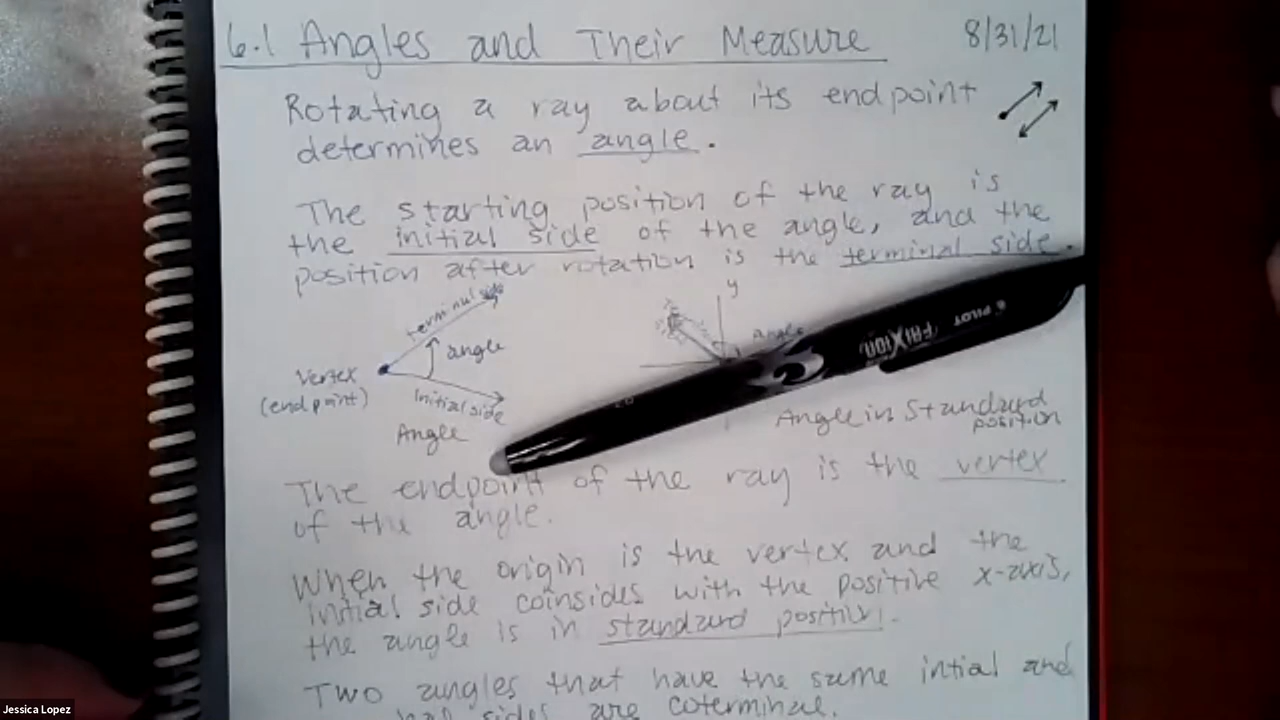 6.1 Angles and Their Measure 8/31/21
Rotating a ray about its endpoint
determines an angle.
The starting position of the ray is
the initial side of the angle, and the
position after rotation is the terminal side.
terminal side
angle
Vertex
(endpoint)
Initial side
Angle
y
angle
PILOT
FRIXION
Angle in Standard
position
The endpoint of the ray is the vertex
of the angle.
When the origin is the vertex and the
initial side coinsides with the positive x-axis,
the angle is in standard position.
Two angles that have the same intial and
sides are coterminal.
Jessica Lopez